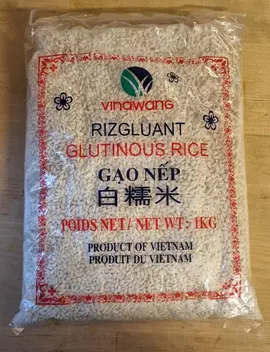 VINAWANG
RIZGLUANT
GLUTINOUS RICE
GẠO NẾP
白糯米
POIDS NET/ NET WT: 1KG
PRODUCT OF VIETNAM
PRODUIT DU VIETNAM